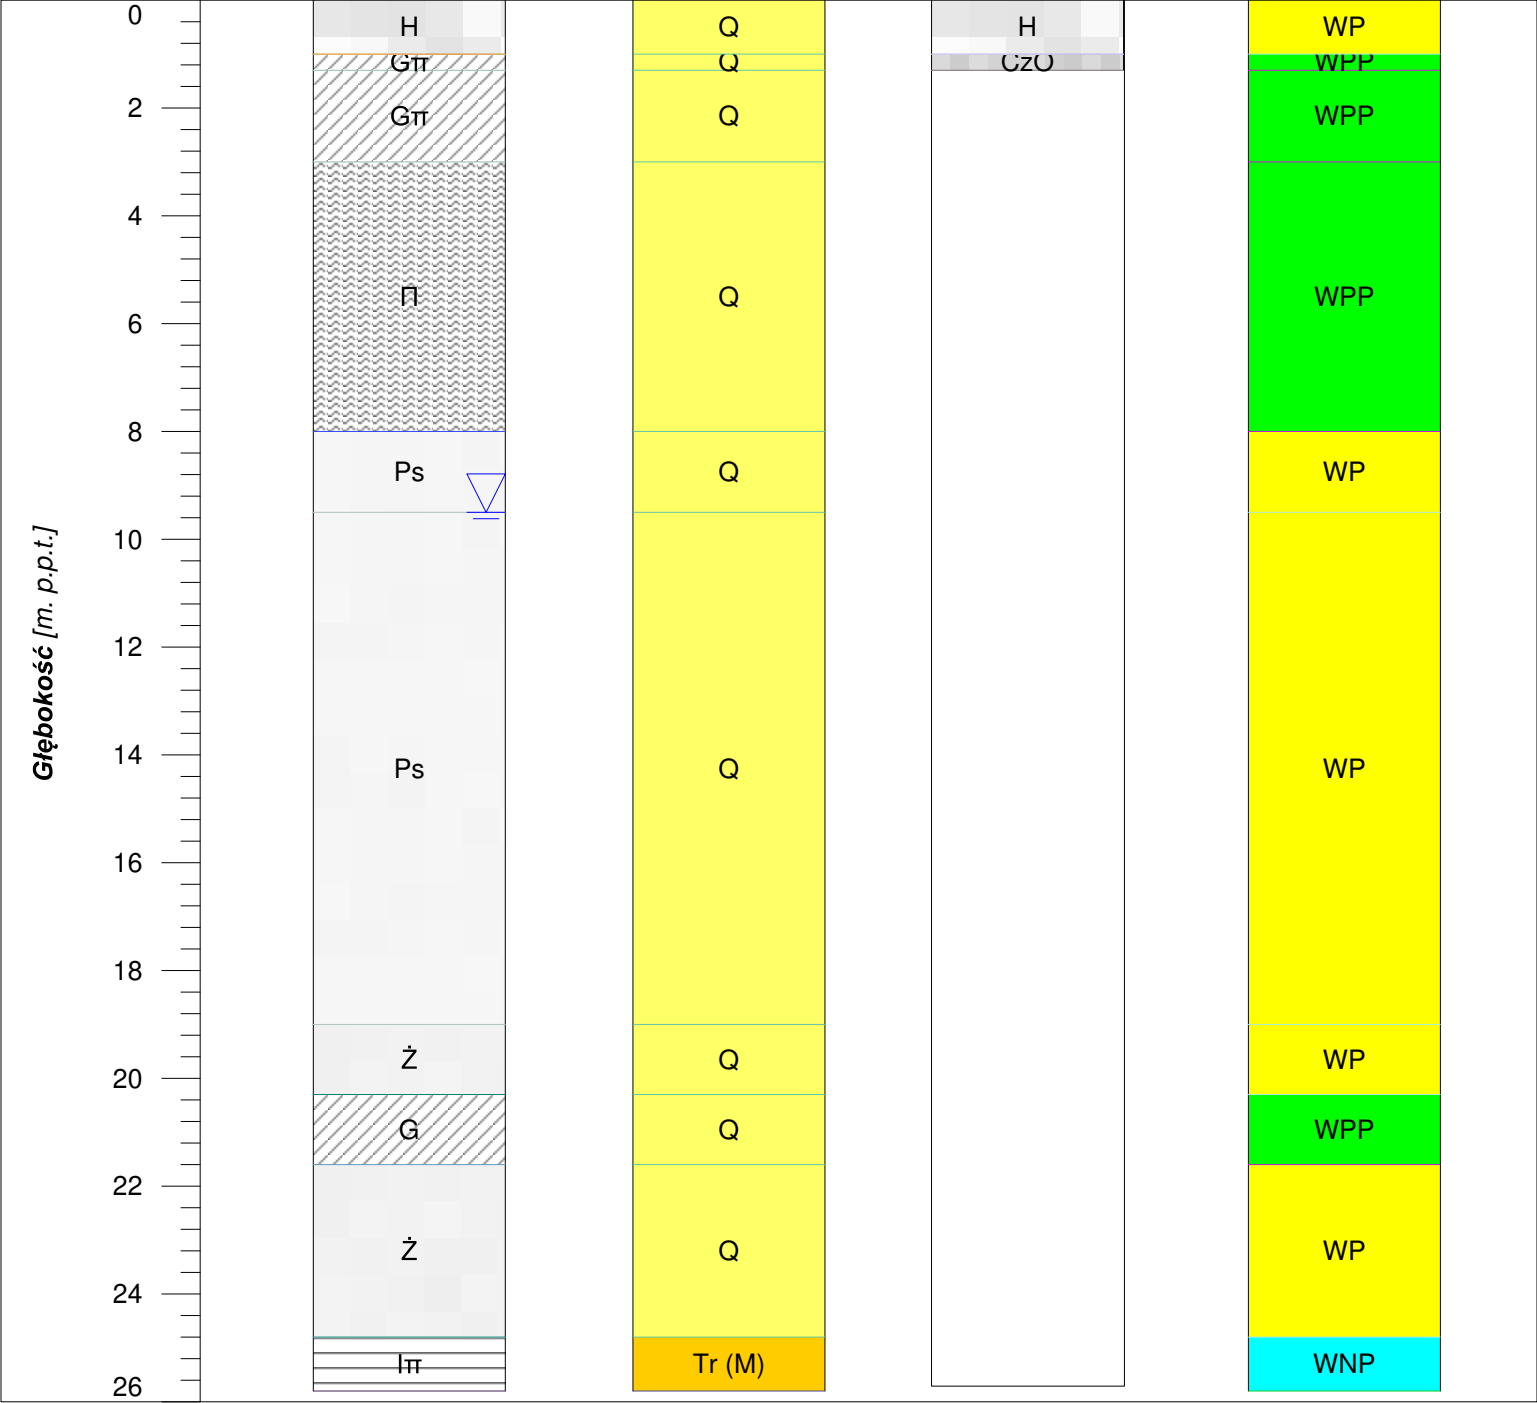 0
H
Q
H
WP
Gπ
Q
CzO
WPP
2
Gπ
Q
WPP
4
Π
Q
WPP
6
8
Ps
Q
WP
10
Głębokość [m. p.p.t.]
12
14
Ps
Q
WP
16
18
Ż
Q
WP
20
G
Q
WPP
22
Ż
Q
WP
24
Iπ
Tr (M)
WNP
26